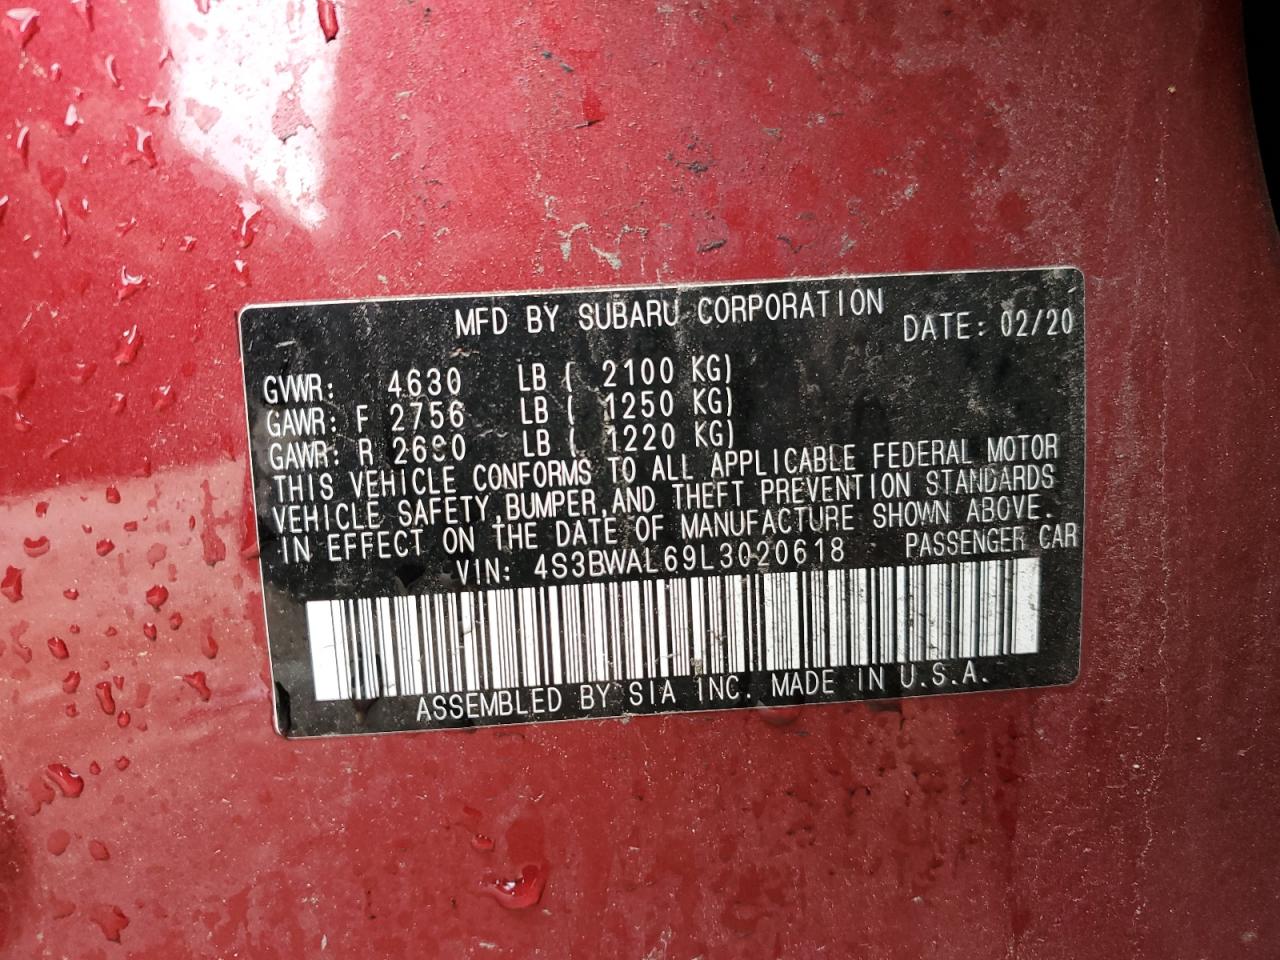 MFD BY SUBARU CORPORATION DATE: 02/20
GVWR: 4630 LB ( 2100 KG)
GAWR: F 2756 LB ( 1250 KG)
GAWR: R 2690 LB ( 1220 KG)
THIS VEHICLE CONFORMS TO ALL APPLICABLE FEDERAL MOTOR
VEHICLE SAFETY,BUMPER,AND THEFT PREVENTION STANDARDS
IN EFFECT ON THE DATE OF MANUFACTURE SHOWN ABOVE.
VIN: 4S3BWAL69L3020618 PASSENGER CAR
ASSEMBLED BY SIA INC. MADE IN U.S.A.